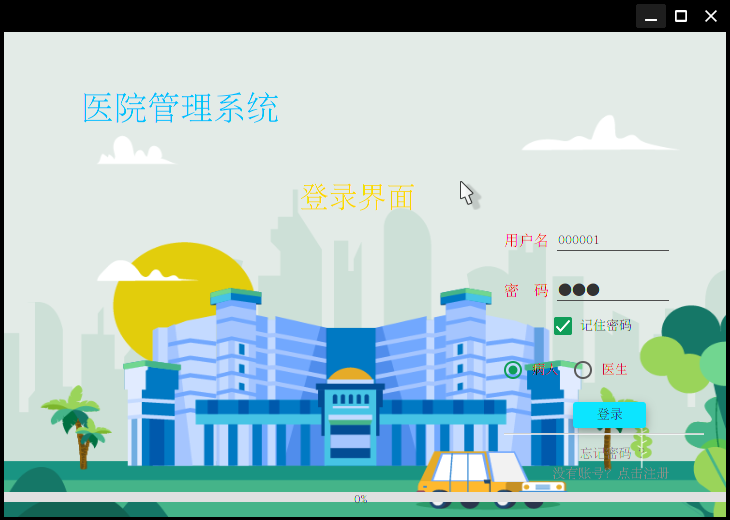 医院管理系统
登录界面
用户名 000001
密 码 ●●●
记住密码
病人 医生
登录
忘记密码
没有账号？点击注册
0%